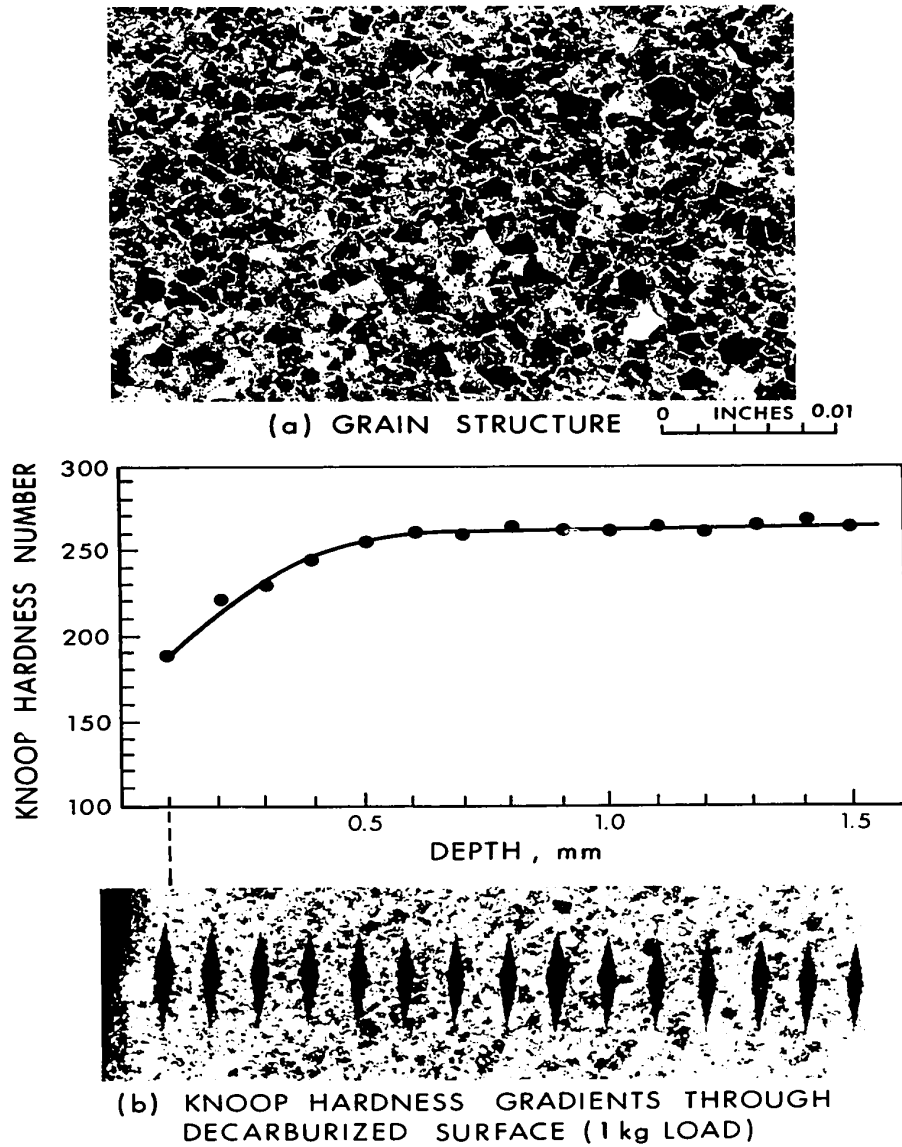 (a) GRAIN STRUCTURE
0 INCHES 0.01
KNOOP HARDNESS NUMBER
300
250
200
150
100
0.5 1.0 1.5
DEPTH, mm
(b) KNOOP HARDNESS GRADIENTS THROUGH
DECARBURIZED SURFACE (1 kg LOAD)